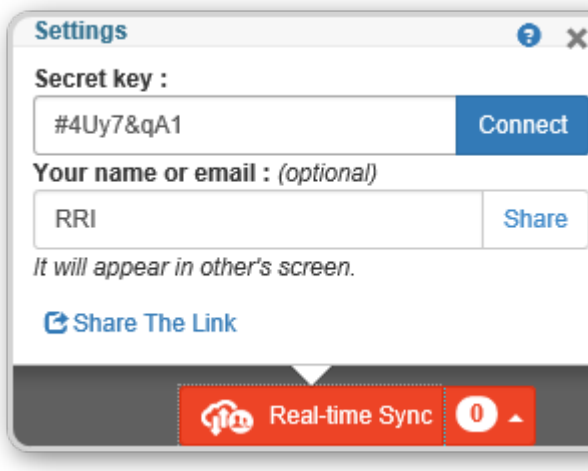 Settings
Secret key :
#4Uy7&qA1
Connect
Your name or email : (optional)
RRI
Share
It will appear in other's screen.
Share The Link
Real-time Sync
0